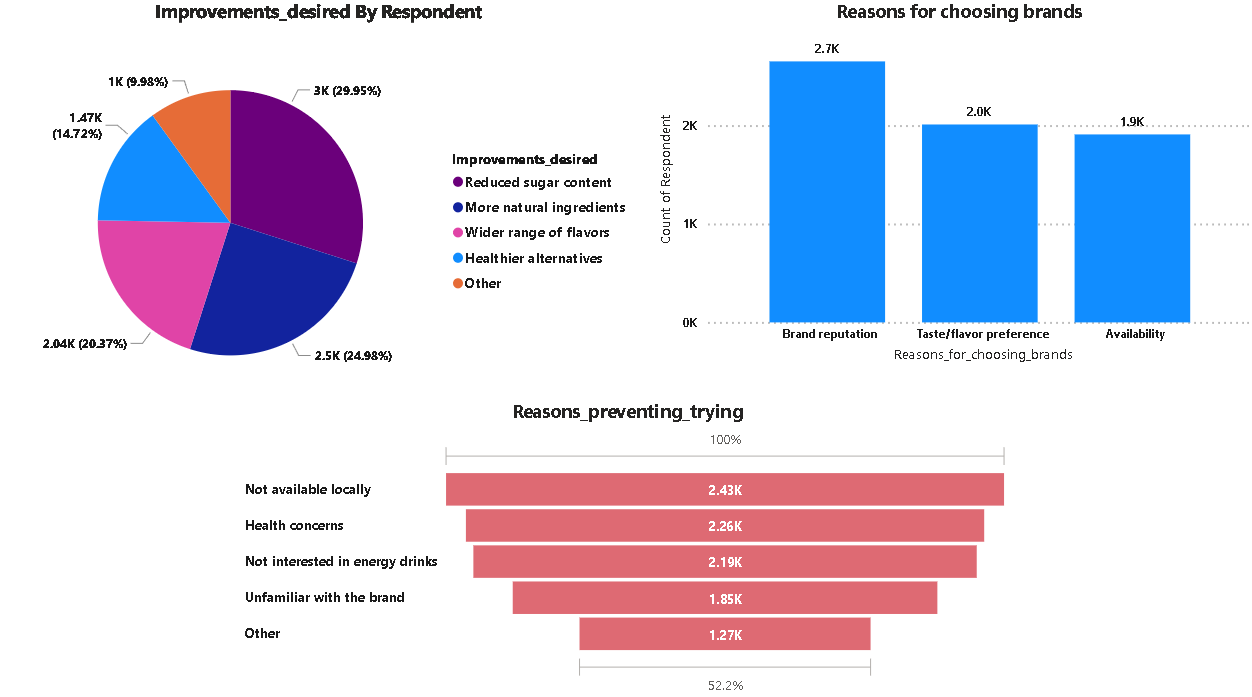 Improvements_desired By Respondent
1K (9.98%)
3K (29.95%)
1.47K
(14.72%)
2.04K (20.37%)
2.5K (24.98%)
Improvements_desired
Reduced sugar content
More natural ingredients
Wider range of flavors
Healthier alternatives
Other
Reasons for choosing brands
Count of Respondent
2K
1K
0K
2.7K
2.0K
1.9K
Brand reputation
Taste/flavor preference
Availability
Reasons_for_choosing_brands
Reasons_preventing_trying
100%
Not available locally
2.43K
Health concerns
2.26K
Not interested in energy drinks
2.19K
Unfamiliar with the brand
1.85K
Other
1.27K
52.2%